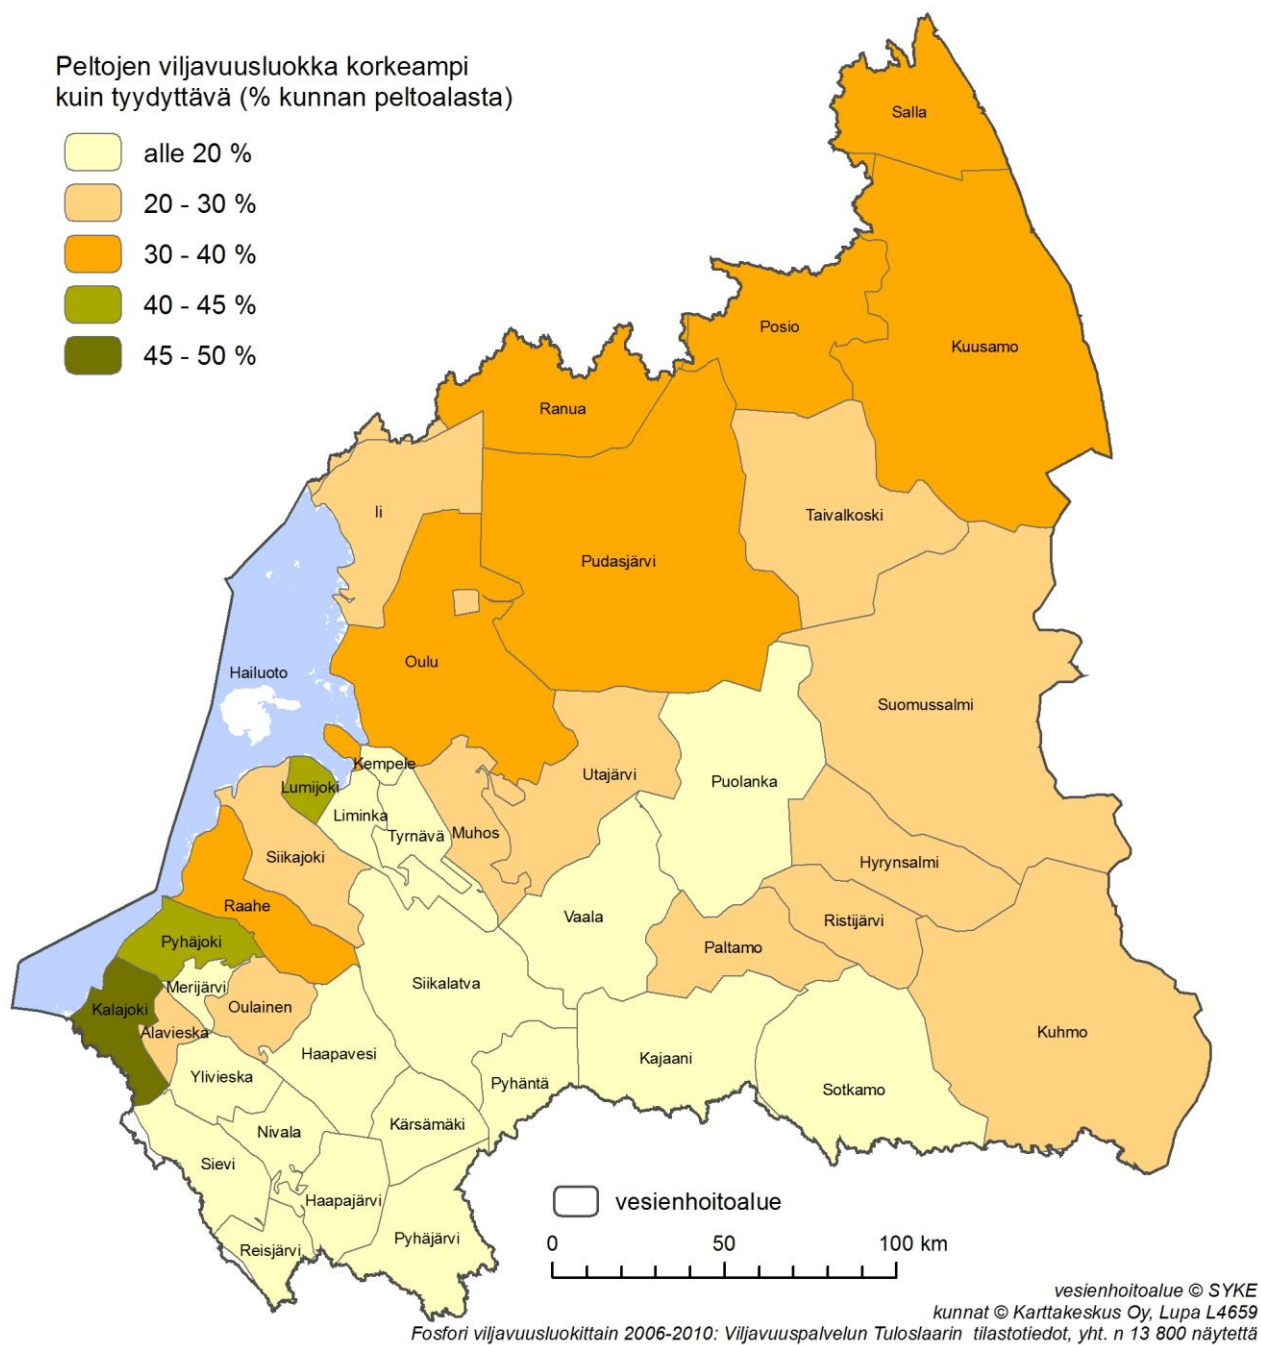 Peltojen viljavuusluokka korkeampi
kuin tyydyttävä (% kunnan peltoalasta)
alle 20 %
20 - 30 %
30 - 40 %
40 - 45 %
45 - 50 %
Salla
Posio
Kuusamo
Ranua
Ii
Taivalkoski
Pudasjärvi
Oulu
Hailuoto
Suomussalmi
Kempele
Utajärvi
Puolanka
Lumijoki
Liminka
Tyrnävä
Muhos
Siikajoki
Hyrynsalmi
Raahe
Vaala
Ristijärvi
Pyhäjoki
Paltamo
Merijärvi
Siikalatva
Kalajoki
Oulainen
Alavieska
Kuhmo
Haapavesi
Kajaani
Ylivieska
Pyhäntä
Sotkamo
Nivala
Kärsämäki
Sievi
Haapajärvi
Reisjärvi
Pyhäjärvi
vesienhoitoalue
0 50 100 km
vesienhoitoalue © SYKE
kunnat © Karttakeskus Oy, Lupa L4659
Fosfori viljavuusluokittain 2006-2010: Viljavuuspalvelun Tuloslaarin tilastotiedot, yht. n 13 800 näytettä